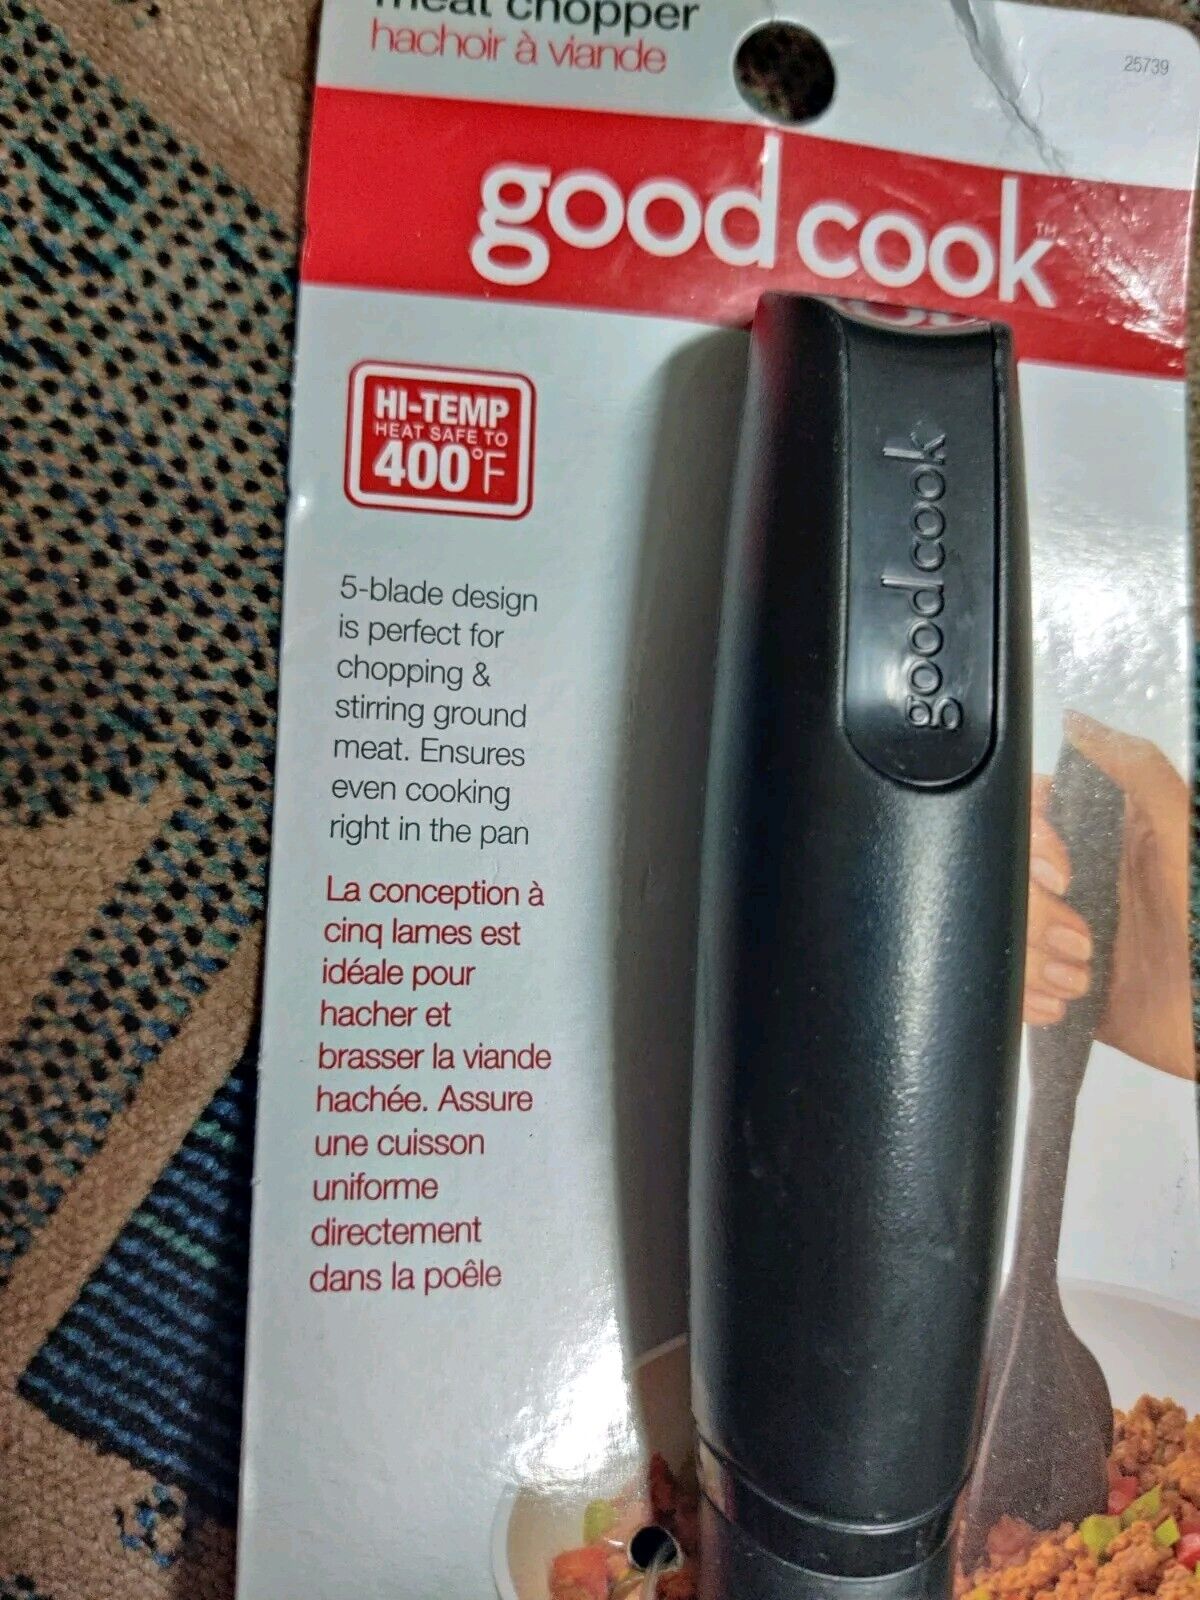 meat chopper
hachoir à viande
25739
good cook™
HI-TEMP
HEAT SAFE TO
400°F
good cook
5-blade design
is perfect for
chopping &
stirring ground
meat. Ensures
even cooking
right in the pan
La conception à
cinq lames est
idéale pour
hacher et
brasser la viande
hachée. Assure
une cuisson
uniforme
directement
dans la poêle